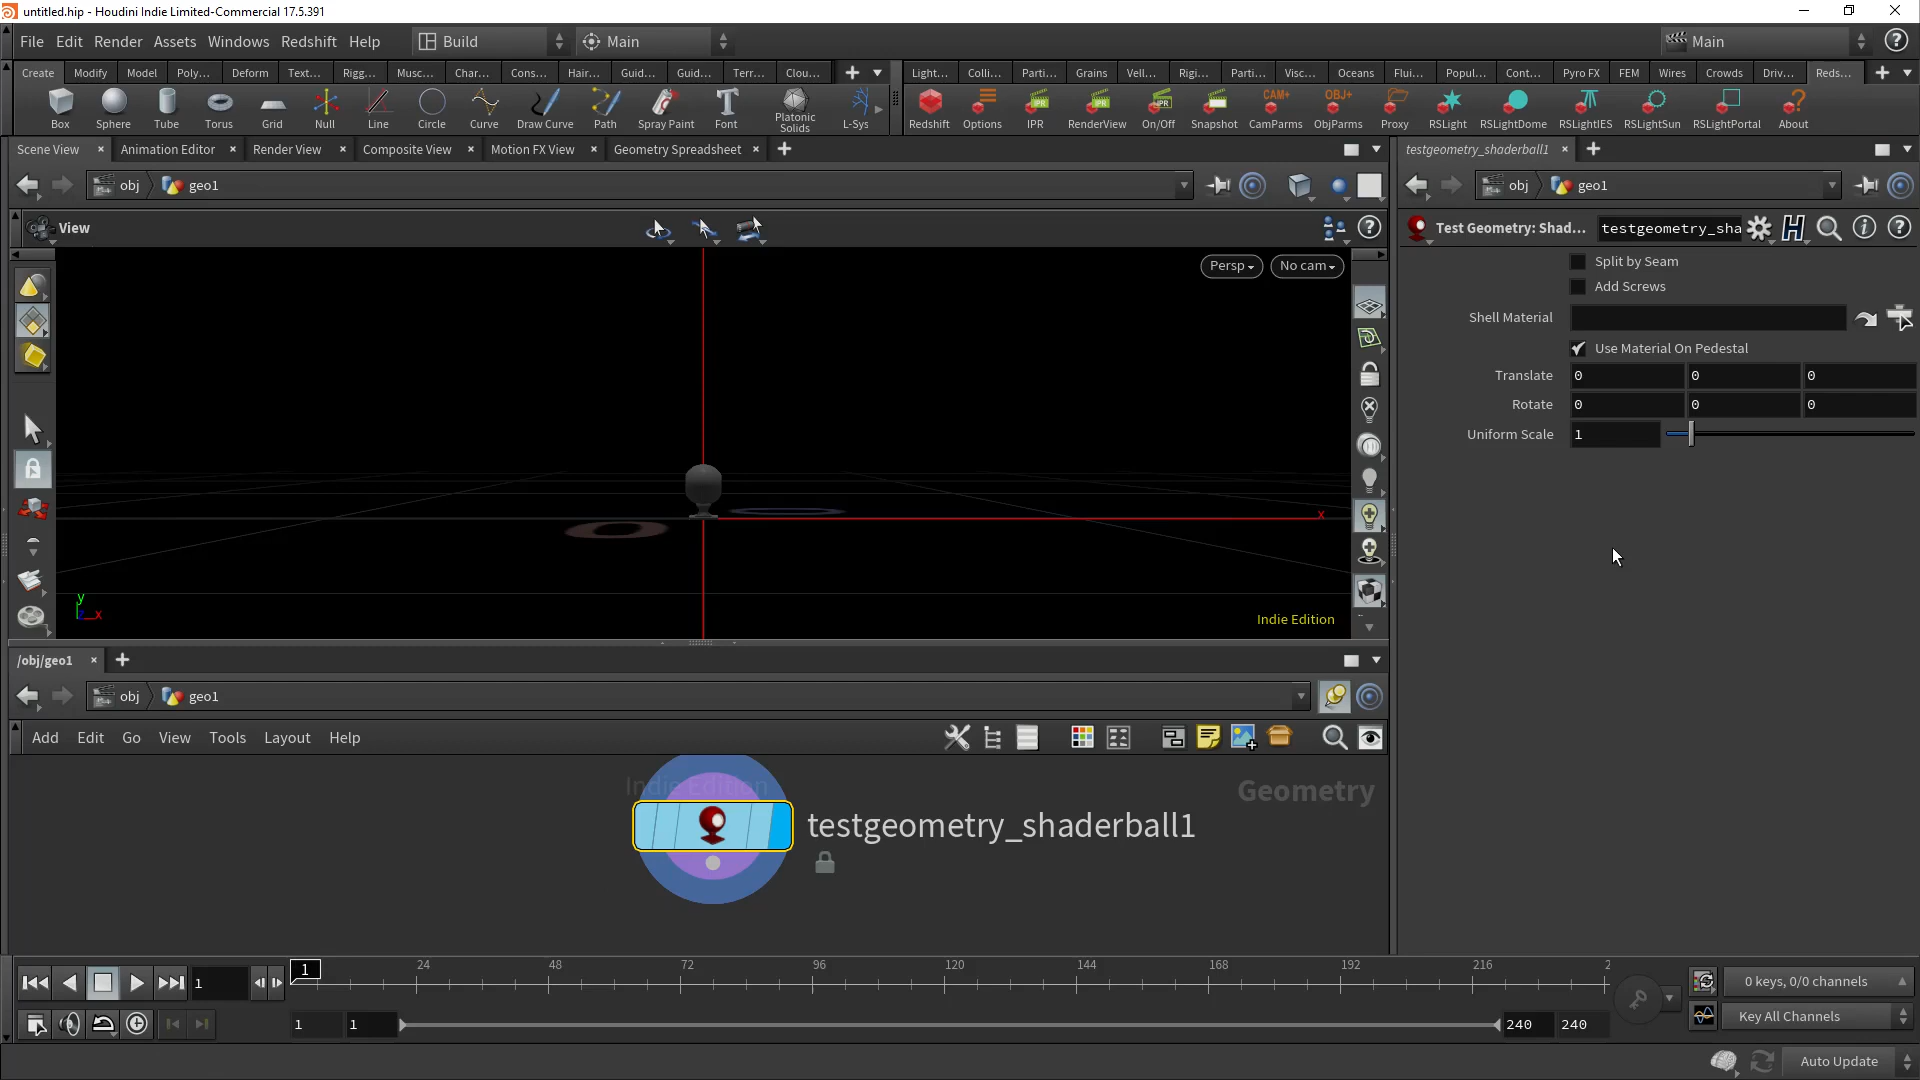 untitled.hip - Houdini Indie Limited-Commercial 17.5.391
File Edit Render Assets Windows Redshift Help Build Main Main
Create Modify Model Poly... Deform Text... Rigg... Musc... Char... Cons... Hair... Guid... Guid... Terr... Clou... Light... Colli... Parti... Grains Vell... Rigi... Parti... Visc... Oceans Flui... Popul... Cont... Pyro FX FEM Wires Crowds Driv... Reds...
IPR IPR IPR CAM+ OBJ+
Box Sphere Tube Torus Grid Null Line Circle Curve Draw Curve Path Spray Paint Font Platonic Solids L-Sys Redshift Options IPR RenderView On/Off Snapshot CamParms ObjParms Proxy RSLight RSLightDome RSLightIES RSLightSun RSLightPortal About
Scene View Animation Editor Render View Composite View Motion FX View Geometry Spreadsheet testgeometry_shaderball1
obj geo1 obj geo1
View Test Geometry: Shad... testgeometry_sha
Persp No cam
Split by Seam
Add Screws
Shell Material
Use Material On Pedestal
Translate 0 0 0
Rotate 0 0 0
Uniform Scale 1
x
y
x
Indie Edition
/obj/geo1
obj geo1
Add Edit Go View Tools Layout Help
Indie Edition
Geometry
testgeometry_shaderball1
1 1 24 48 72 96 120 144 168 192 216 2 0 keys, 0/0 channels
1 1 240 240 Key All Channels
Auto Update